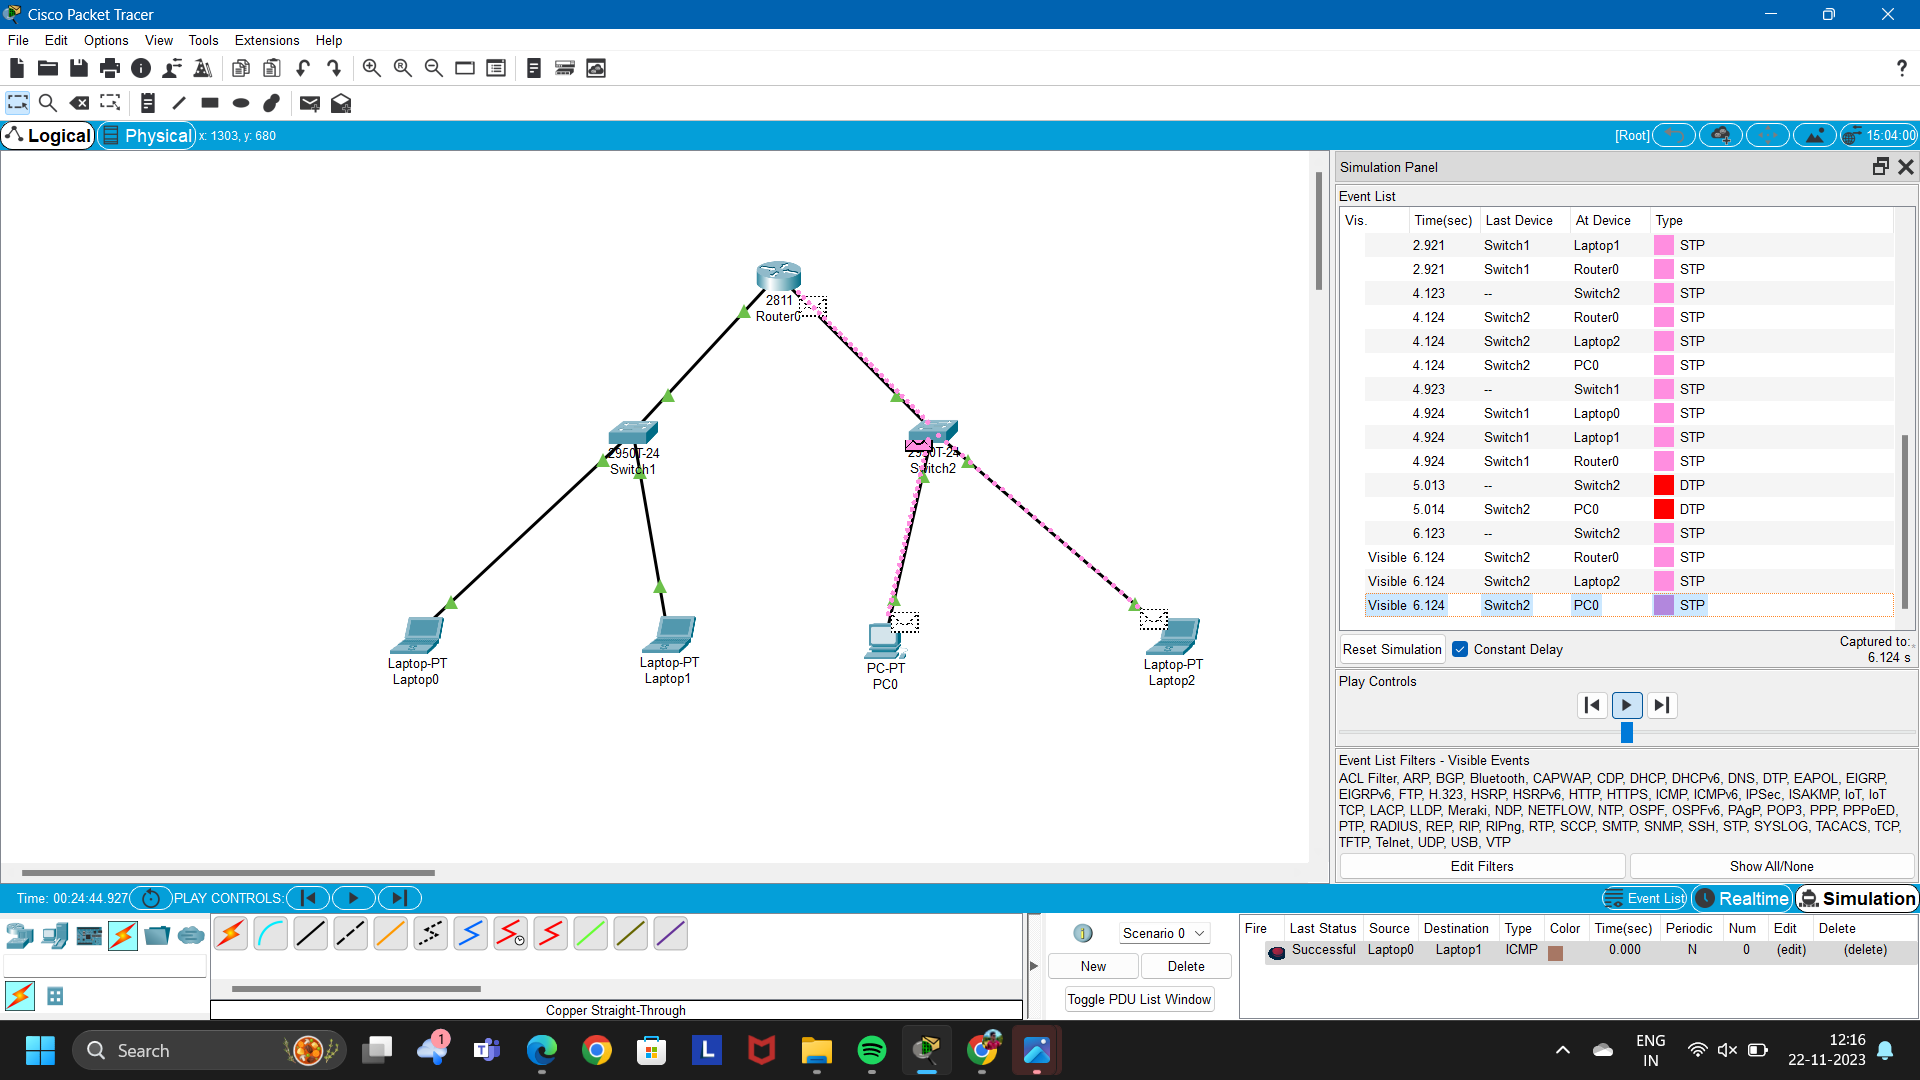 Cisco Packet Tracer
File Edit Options View Tools Extensions Help
?
Logical Physical x: 1303, y: 680 [Root] 15:04:00
2811
Router0
2950T-24
Switch1
2950T-24
Switch2
Laptop-PT
Laptop0
Laptop-PT
Laptop1
PC-PT
PC0
Laptop-PT
Laptop2
Simulation Panel
Event List
Vis. Time(sec) Last Device At Device Type
2.921 Switch1 Laptop1 STP
2.921 Switch1 Router0 STP
4.123 -- Switch2 STP
4.124 Switch2 Router0 STP
4.124 Switch2 Laptop2 STP
4.124 Switch2 PC0 STP
4.923 -- Switch1 STP
4.924 Switch1 Laptop0 STP
4.924 Switch1 Laptop1 STP
4.924 Switch1 Router0 STP
5.013 -- Switch2 DTP
5.014 Switch2 PC0 DTP
6.123 -- Switch2 STP
Visible 6.124 Switch2 Router0 STP
Visible 6.124 Switch2 Laptop2 STP
Visible 6.124 Switch2 PC0 STP
Reset Simulation Constant Delay Captured to:
6.124 s
Play Controls
Event List Filters - Visible Events
ACL Filter, ARP, BGP, Bluetooth, CAPWAP, CDP, DHCP, DHCPv6, DNS, DTP, EAPOL, EIGRP,
EIGRPv6, FTP, H.323, HSRP, HSRPv6, HTTP, HTTPS, ICMP, ICMPv6, IPSec, ISAKMP, IoT, IoT
TCP, LACP, LLDP, Meraki, NDP, NETFLOW, NTP, OSPF, OSPFv6, PAgP, POP3, PPP, PPPoED,
PTP, RADIUS, REP, RIP, RIPng, RTP, SCCP, SMTP, SNMP, SSH, STP, SYSLOG, TACACS, TCP,
TFTP, Telnet, UDP, USB, VTP
Edit Filters Show All/None
Time: 00:24:44.927 PLAY CONTROLS: Event List Realtime Simulation
Scenario 0
New Delete
Toggle PDU List Window
Fire Last Status Source Destination Type Color Time(sec) Periodic Num Edit Delete
Successful Laptop0 Laptop1 ICMP 0.000 N 0 (edit) (delete)
Copper Straight-Through
Search
1
L
ENG
IN
12:16
22-11-2023